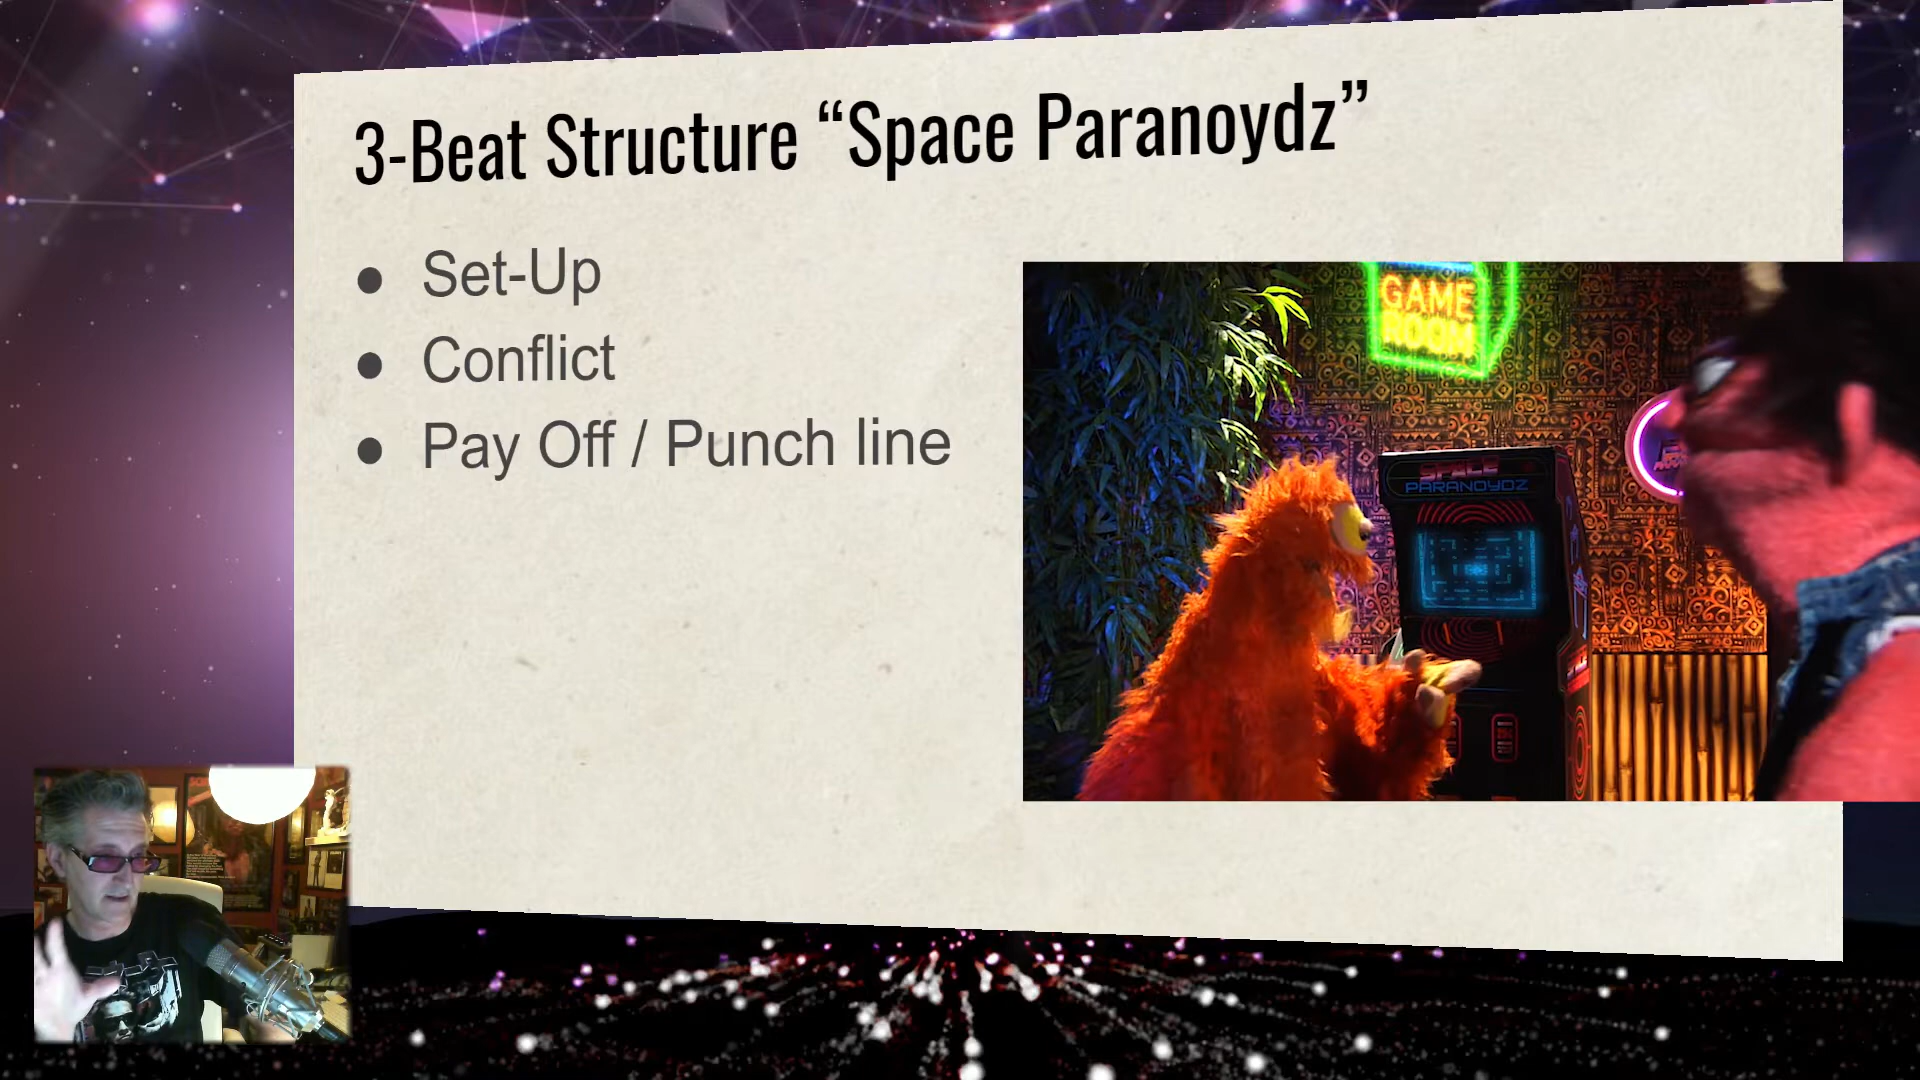 3-Beat Structure “Space Paranoydz”
● Set-Up
● Conflict
● Pay Off / Punch line
GAME
ROOM
SPACE
PARANOYDZ